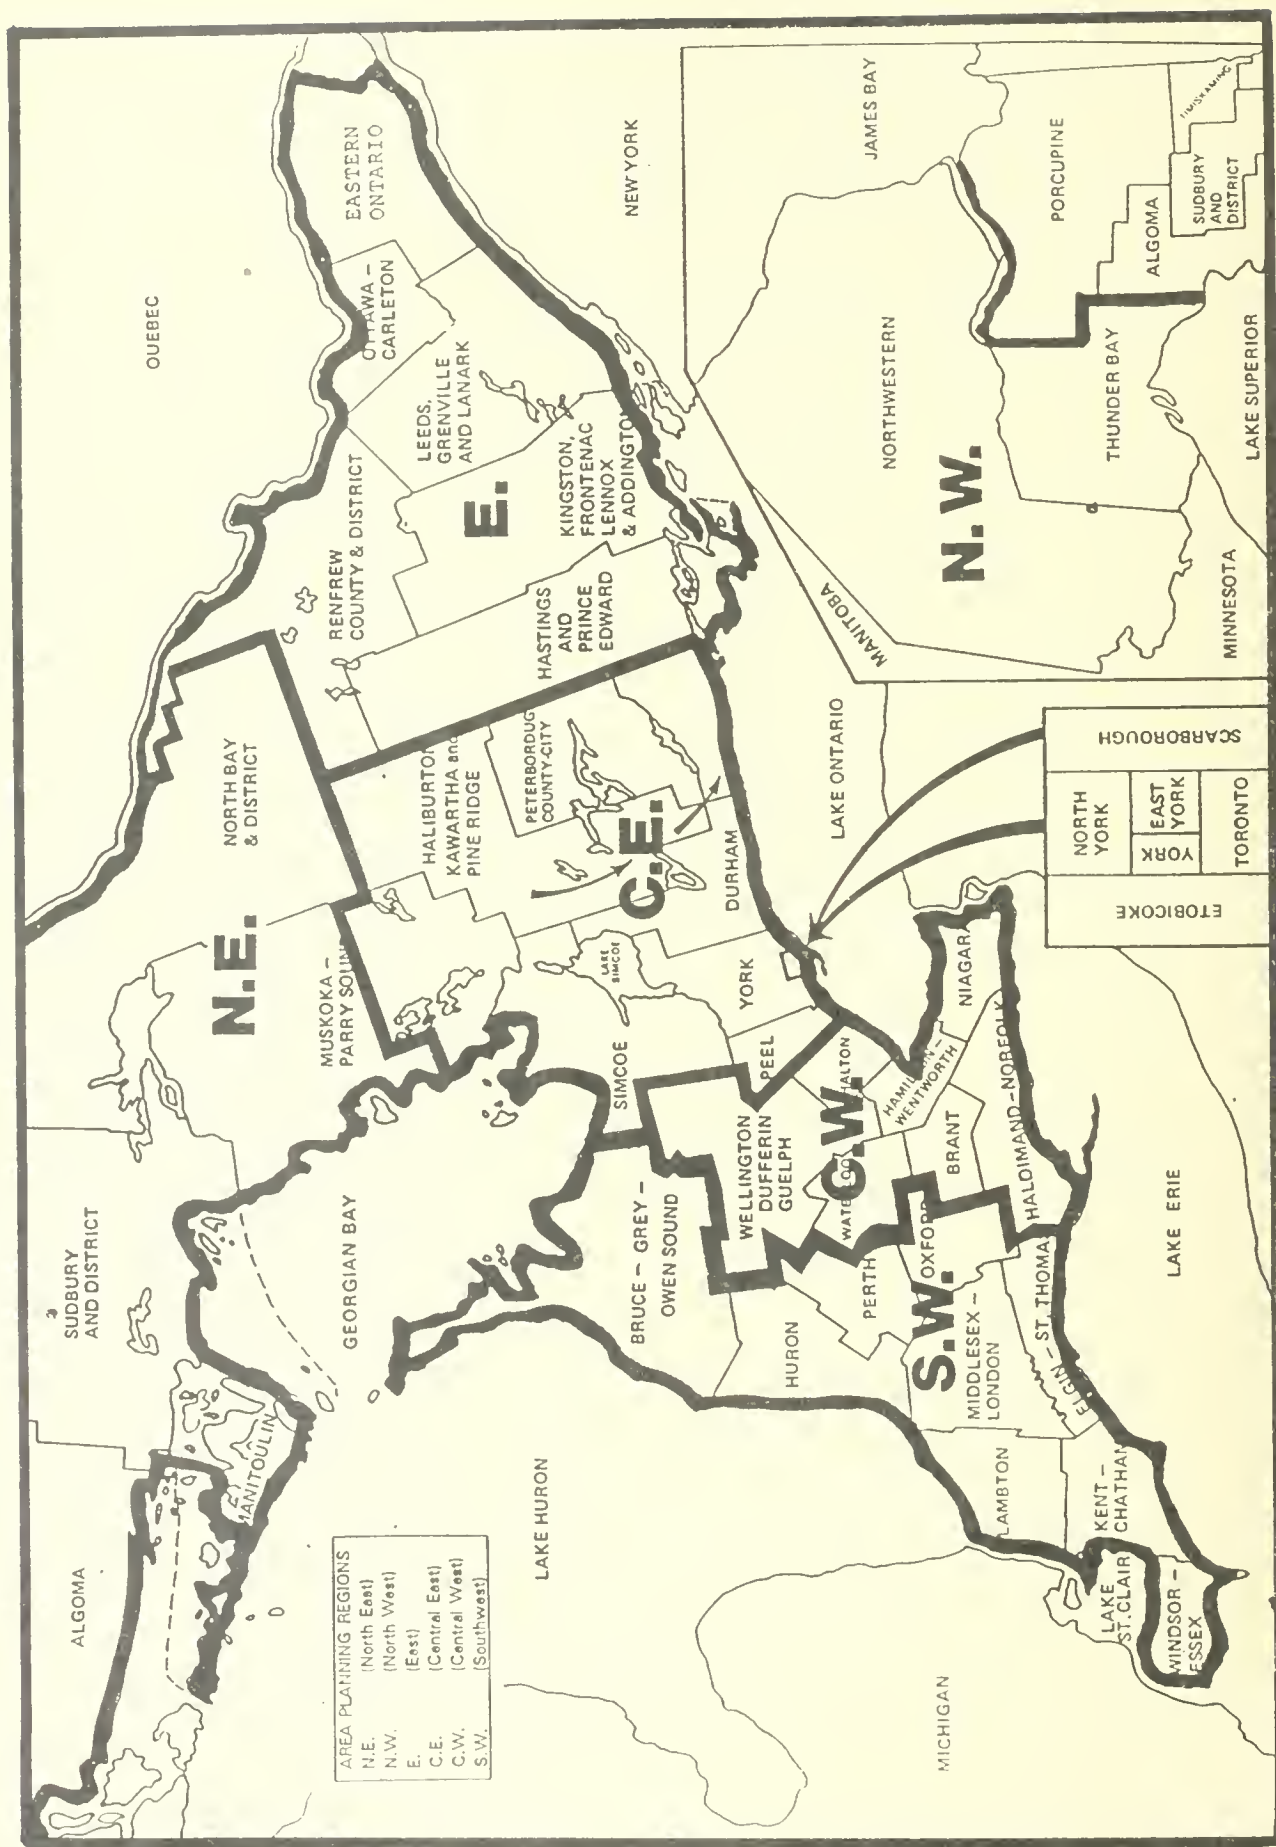 QUEBEC
EASTERN
ONTARIO
OTTAWA –
CARLETON
LEEDS,
GRENVILLE
AND LANARK
RENFREW
COUNTY & DISTRICT
E.
KINGSTON,
FRONTENAC
LENNOX
& ADDINGTON
HASTINGS
AND
PRINCE
EDWARD
NEW YORK
NORTH BAY
& DISTRICT
N.E.
MUSKOKA –
PARRY SOUN
HALIBURTON
KAWARTHA and
PINE RIDGE
PETERBOROUG
COUNTY-CITY
C.E.
DURHAM
LAKE
SIMCOE
YORK
SIMCOE
PEEL
LAKE ONTARIO
SUDBURY
AND DISTRICT
GEORGIAN BAY
ALGOMA
MANITOULIN
BRUCE – GREY –
OWEN SOUND
WELLINGTON
DUFFERIN
GUELPH
C.W.
HALTON
HAMILTON –
WENTWORTH
NIAGARA
BRANT
HALDIMAND–NORFOLK
HURON
PERTH
OXFORD
S.W.
MIDDLESEX –
LONDON
ELGIN – ST. THOMAS
LAMBTON
KENT –
CHATHAM
LAKE
ST. CLAIR
WINDSOR –
ESSEX
LAKE HURON
LAKE ERIE
MICHIGAN
AREA PLANNING REGIONS
N.E. (North East)
N.W. (North West)
E. (East)
C.E. (Central East)
C.W. (Central West)
S.W. (Southwest)
JAMES BAY
PORCUPINE
TIMISKAMING
SUDBURY
AND
DISTRICT
ALGOMA
NORTHWESTERN
N.W.
THUNDER BAY
LAKE SUPERIOR
MANITOBA
MINNESOTA
SCARBOROUGH
NORTH
YORK
EAST
YORK
YORK
TORONTO
ETOBICOKE